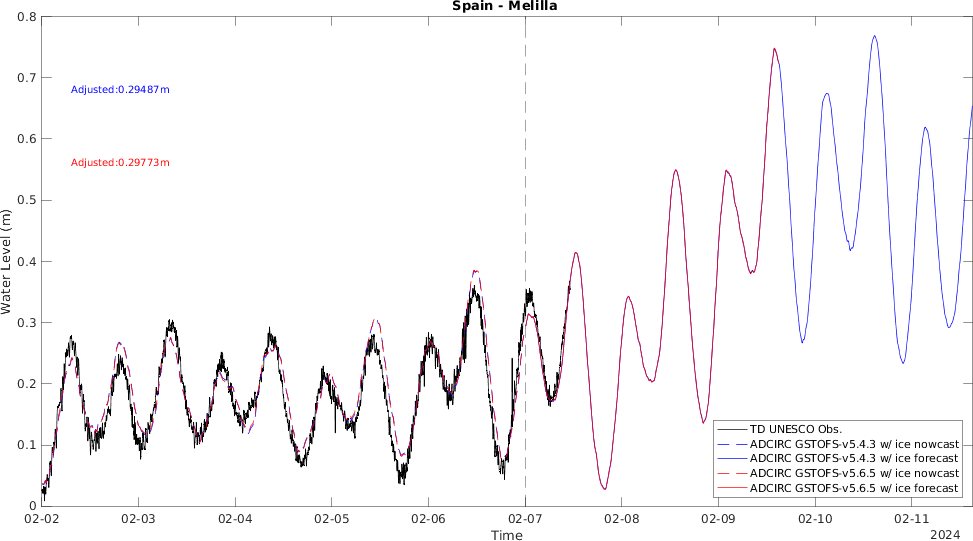 Spain - Melilla
0.8
0.7
0.6
0.5
0.4
0.3
0.2
0.1
0
Water Level (m)
Adjusted:0.29487m
Adjusted:0.29773m
TD UNESCO Obs.
ADCIRC GSTOFS-v5.4.3 w/ ice nowcast
ADCIRC GSTOFS-v5.4.3 w/ ice forecast
ADCIRC GSTOFS-v5.6.5 w/ ice nowcast
ADCIRC GSTOFS-v5.6.5 w/ ice forecast
02-02 02-03 02-04 02-05 02-06 02-07 02-08 02-09 02-10 02-11
Time
2024